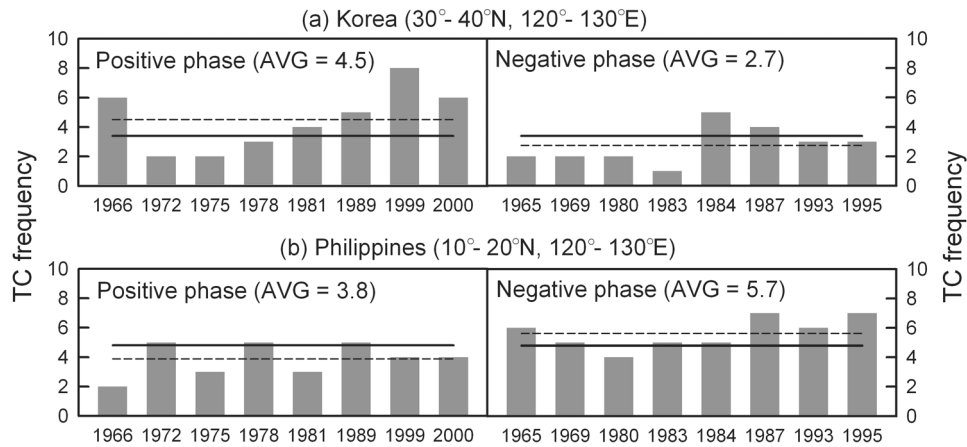 (a) Korea (30°- 40°N, 120°- 130°E)
10 Positive phase (AVG = 4.5) Negative phase (AVG = 2.7) 10
8 8
6 6
4 4
2 2
0 0
1966 1972 1975 1978 1981 1989 1999 2000 1965 1969 1980 1983 1984 1987 1993 1995
TC frequency
TC frequency
(b) Philippines (10°- 20°N, 120°- 130°E)
10 Positive phase (AVG = 3.8) Negative phase (AVG = 5.7) 10
8 8
6 6
4 4
2 2
0 0
1966 1972 1975 1978 1981 1989 1999 2000 1965 1969 1980 1983 1984 1987 1993 1995